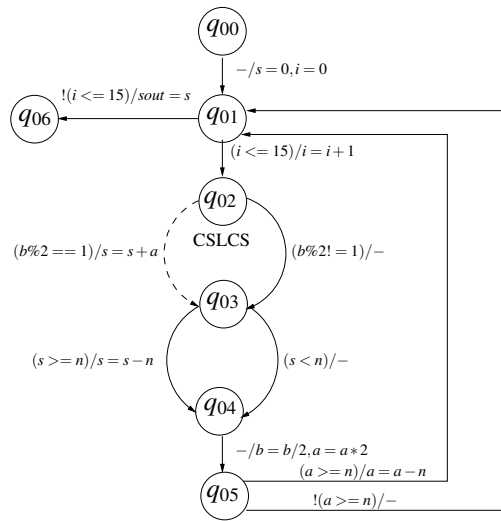 q00
−/s = 0, i = 0
!(i <= 15)/sout = s
q06
q01
(i <= 15)/i = i+1
q02
CSLCS
(b%2 == 1)/s = s+a
(b%2! = 1)/−
q03
(s >= n)/s = s−n
(s < n)/−
q04
−/b = b/2, a = a∗2
(a >= n)/a = a−n
q05
!(a >= n)/−